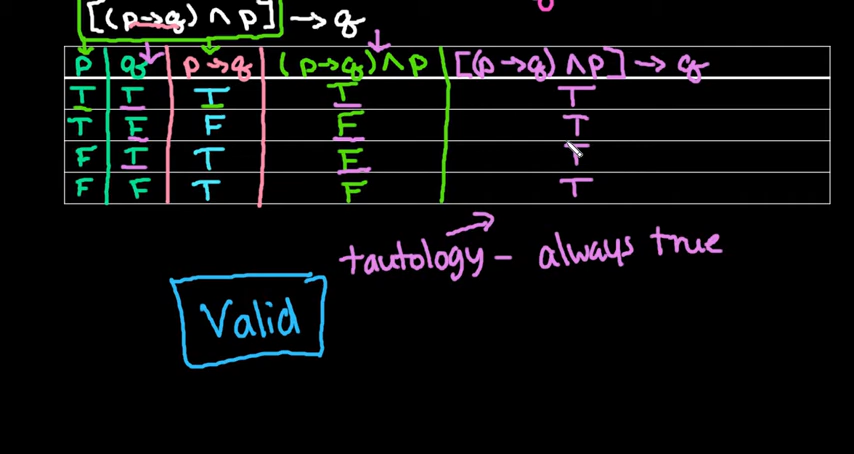 [(p→q) ∧ p] → q
p q p→q (p→q) ∧ p [(p→q) ∧ p] → q
T T T T T
T F F F T
F T T F T
F F T F T
tautology – always true
Valid